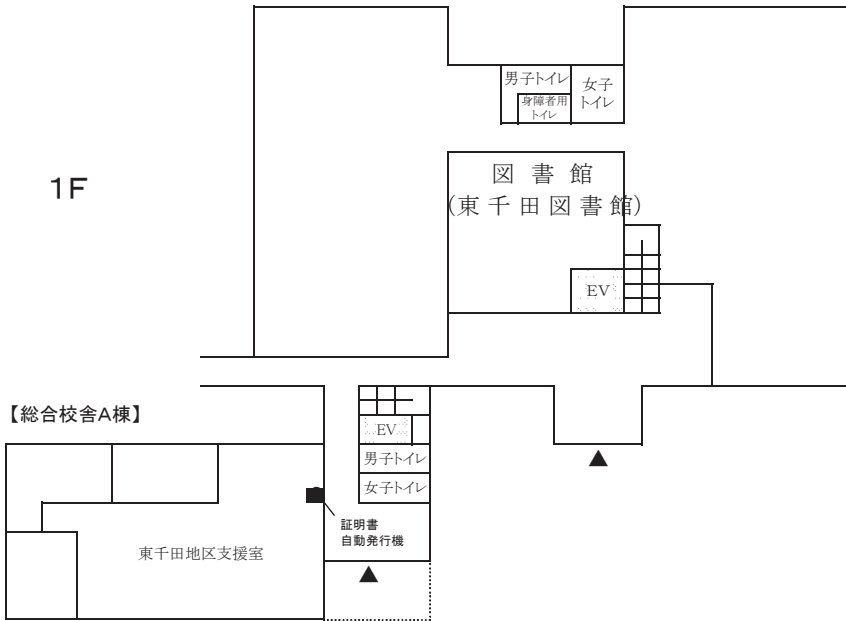 男子トイレ
女子
トイレ
身障者用
トイレ
1F
図 書 館
(東 千 田 図 書 館)
EV
【総合校舎A棟】
EV
男子トイレ
女子トイレ
証明書
自動発行機
東千田地区支援室